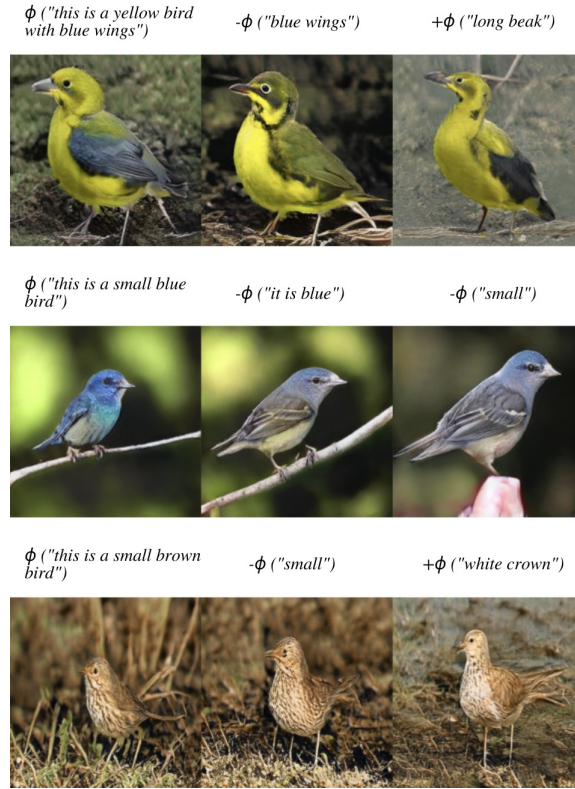 ϕ ("this is a yellow bird
with blue wings")
-ϕ ("blue wings")
+ϕ ("long beak")
ϕ ("this is a small blue
bird")
-ϕ ("it is blue")
-ϕ ("small")
ϕ ("this is a small brown
bird")
-ϕ ("small")
+ϕ ("white crown")